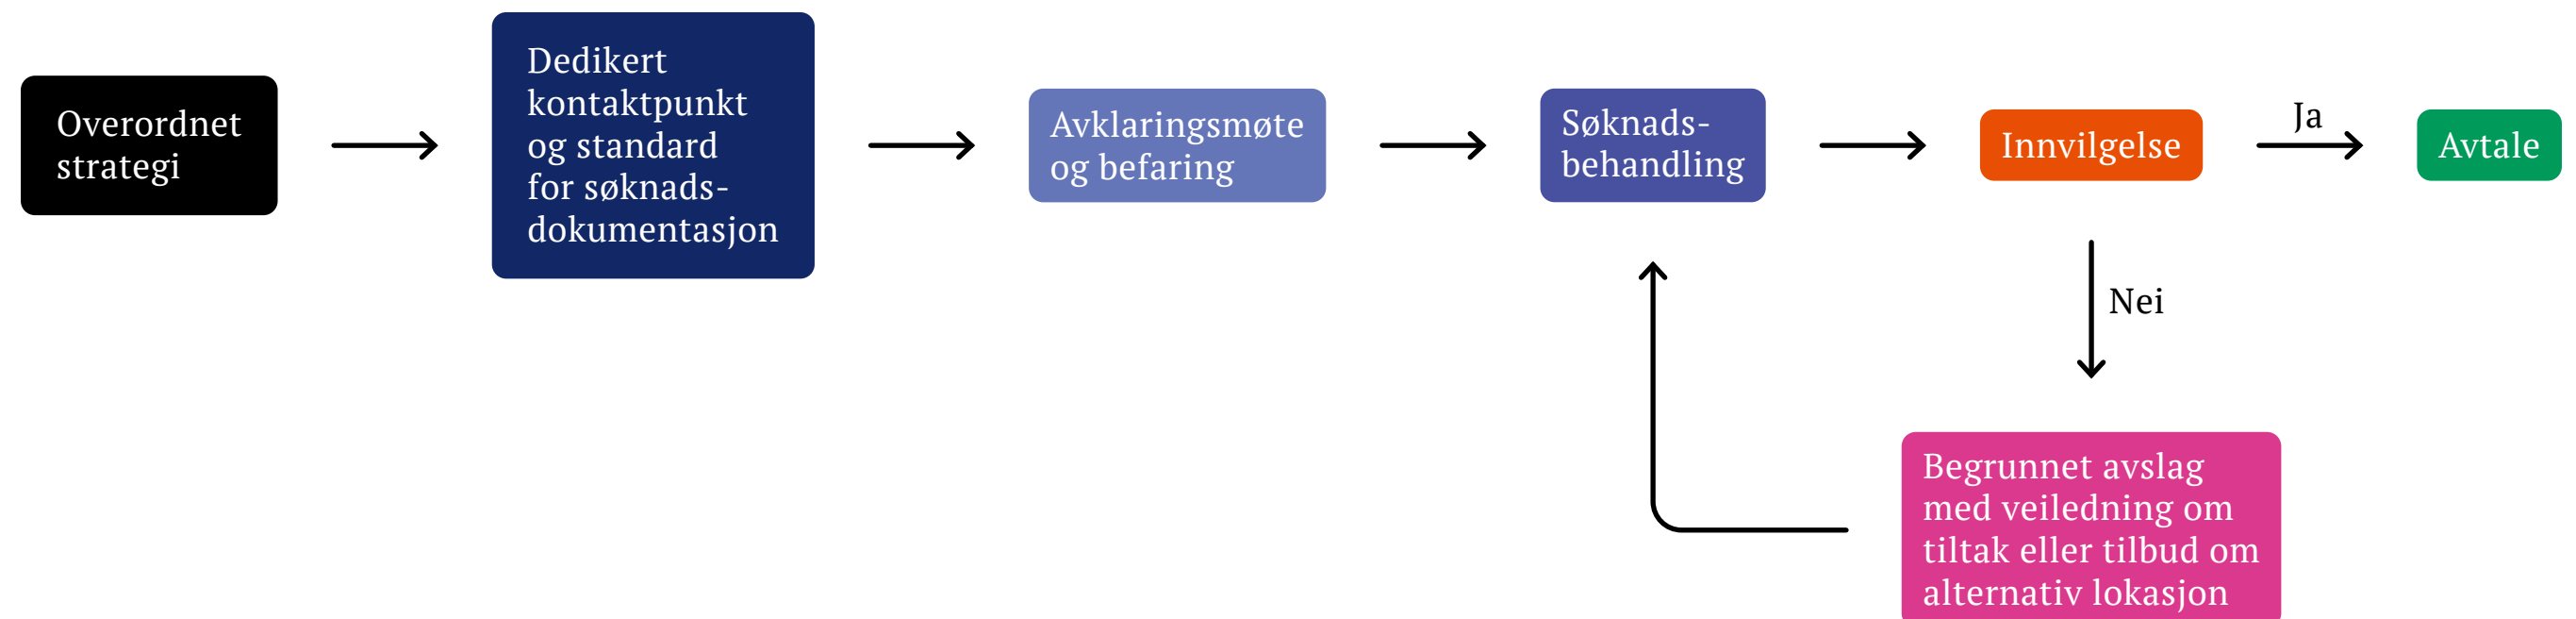 Overordnet
strategi
Dedikert
kontaktpunkt
og standard
for søknads-
dokumentasjon
Avklaringsmøte
og befaring
Søknads-
behandling
Innvilgelse
Ja
Avtale
Nei
Begrunnet avslag
med veiledning om
tiltak eller tilbud om
alternativ lokasjon